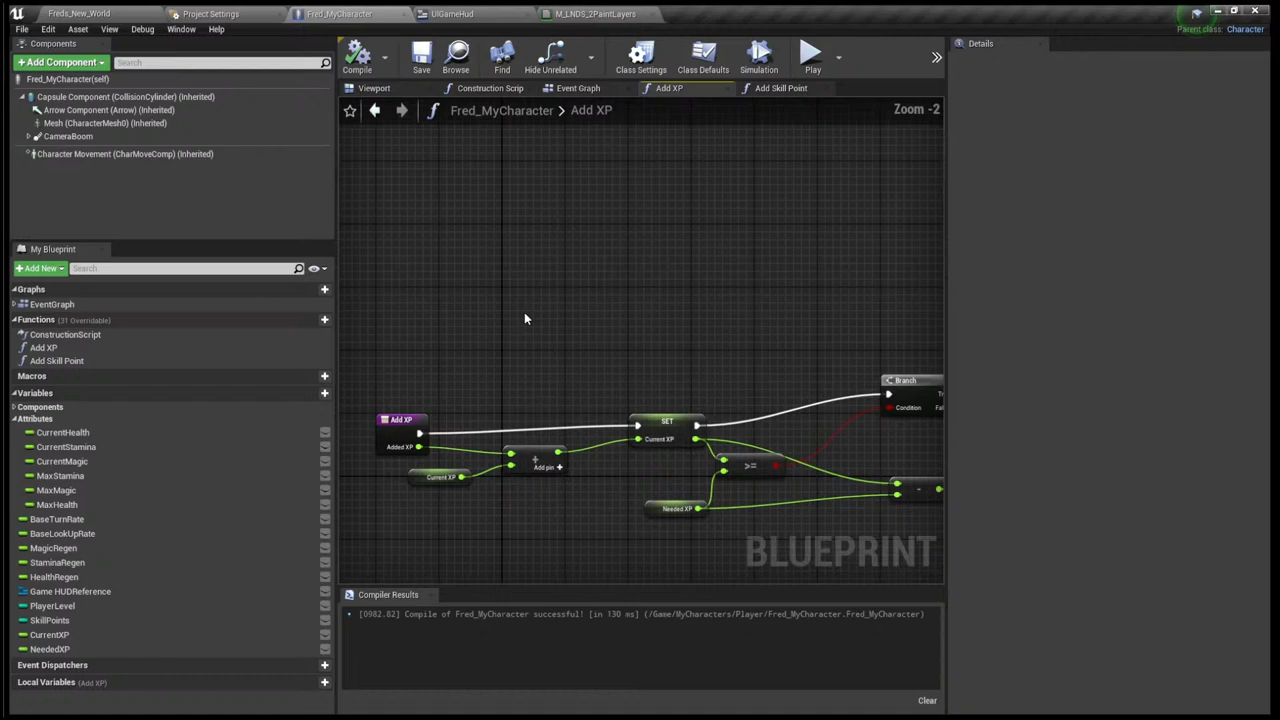 Freds_New_World
Project Settings
Fred_MyCharacter
UIGameHud
M_LNDS_2PaintLayers
File Edit Asset View Debug Window Help
Parent class: Character
Components
+ Add Component
Search
Fred_MyCharacter(self)
Capsule Component (CollisionCylinder) (Inherited)
Arrow Component (Arrow) (Inherited)
Mesh (CharacterMesh0) (Inherited)
CameraBoom
Character Movement (CharMoveComp) (Inherited)
Compile
Save
Browse
Find
Hide Unrelated
Class Settings
Class Defaults
Simulation
Play
Details
Viewport
Construction Scrip
Event Graph
Add XP
Add Skill Point
Fred_MyCharacter > Add XP
Zoom -2
My Blueprint
+ Add New
Search
Graphs
EventGraph
Functions (31 Overridable)
ConstructionScript
Add XP
Add Skill Point
Macros
Variables
Components
Attributes
CurrentHealth
CurrentStamina
CurrentMagic
MaxStamina
MaxMagic
MaxHealth
BaseTurnRate
BaseLookUpRate
MagicRegen
StaminaRegen
HealthRegen
Game HUDReference
PlayerLevel
SkillPoints
CurrentXP
NeededXP
Event Dispatchers
Local Variables (Add XP)
Add XP
Added XP
Current XP
+
Add pin +
SET
Current XP
>=
Needed XP
Branch
Condition
Tr
Fal
-
BLUEPRINT
Compiler Results
[0982.82] Compile of Fred_MyCharacter successful! [in 130 ms] (/Game/MyCharacters/Player/Fred_MyCharacter.Fred_MyCharacter)
Clear